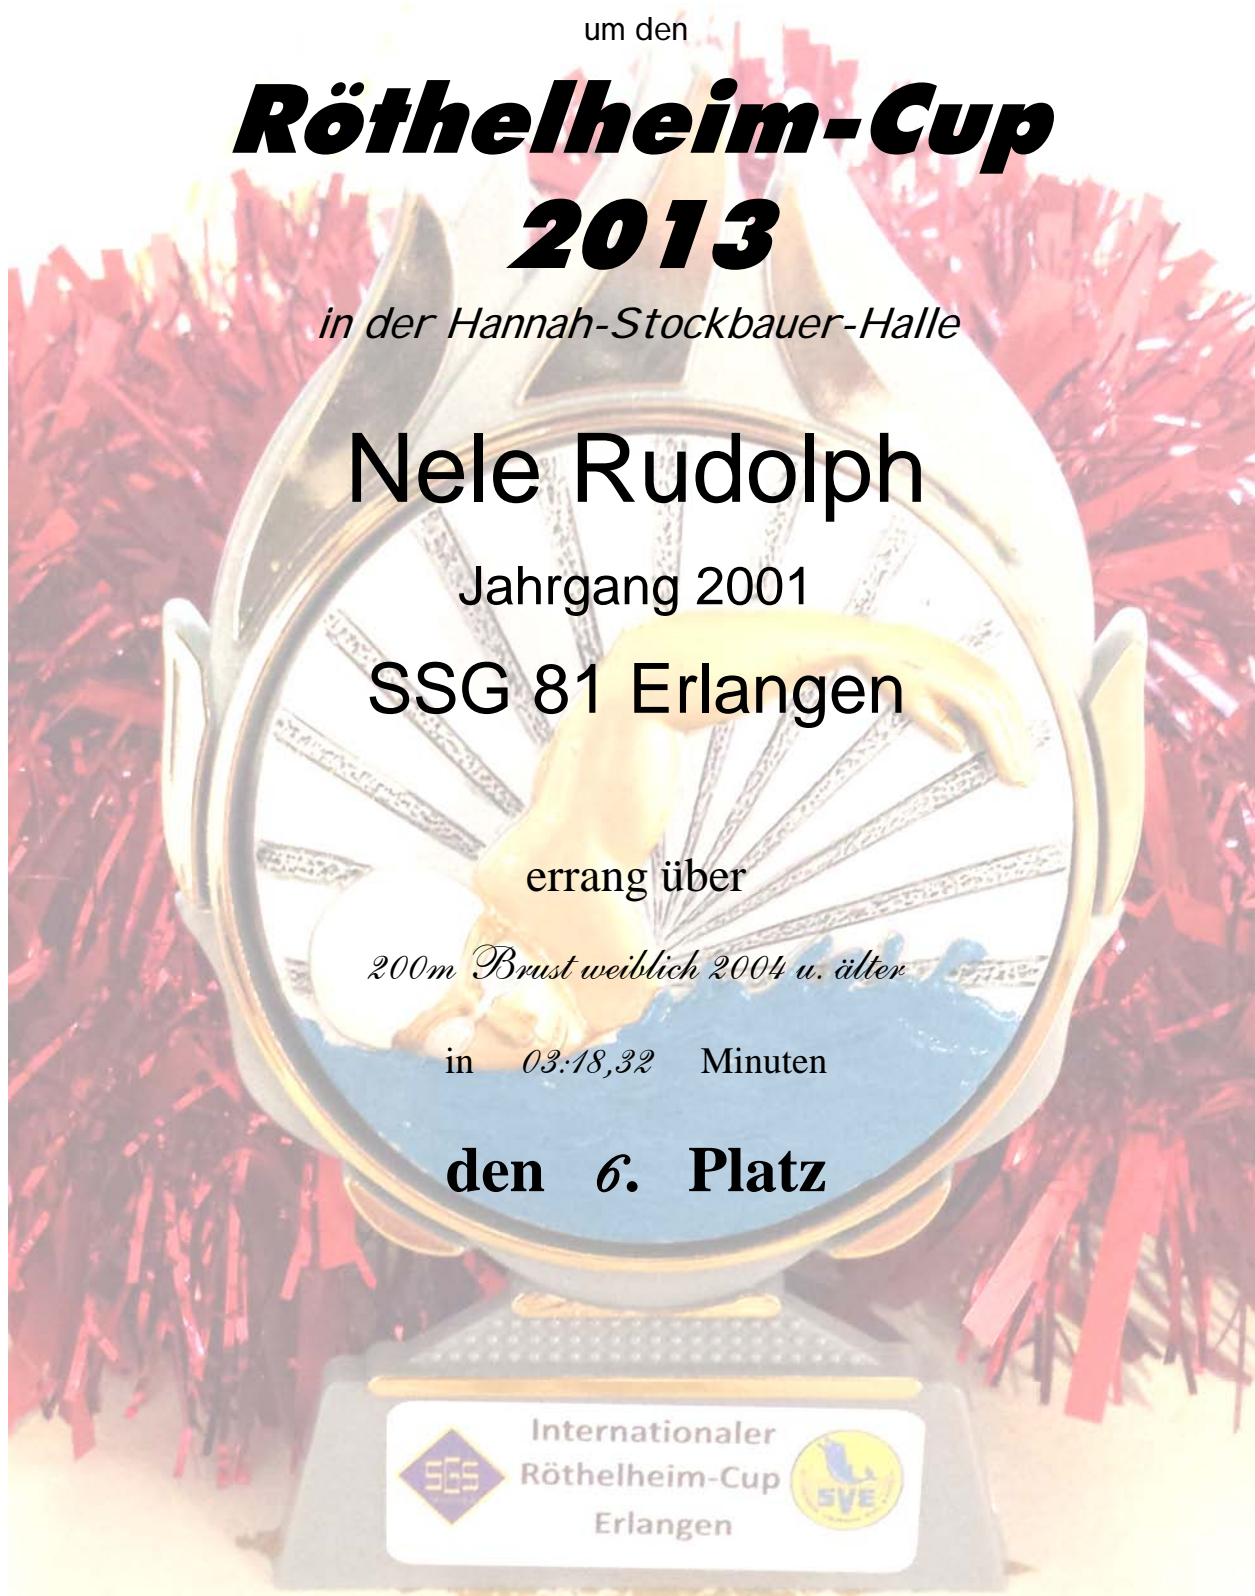 um den
Röthelheim-Cup
2013
in der Hannah-Stockbauer-Halle
Nele Rudolph
Jahrgang 2001
SSG 81 Erlangen
errang über
200m Brust weiblich 2004 u. älter
in 03:18,32 Minuten
den 6. Platz
Internationaler
Röthelheim-Cup
Erlangen
SGS
SVE